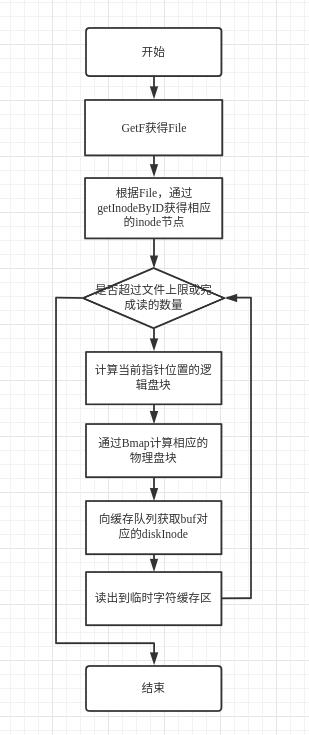 开始
GetF获得File
根据File，通过
getInodeByID获得相应
的inode节点
是否超过文件上限或完
成读的数量
计算当前指针位置的逻
辑盘块
通过Bmap计算相应的
物理盘块
向缓存队列获取buf对
应的diskInode
读出到临时字符缓存区
结束